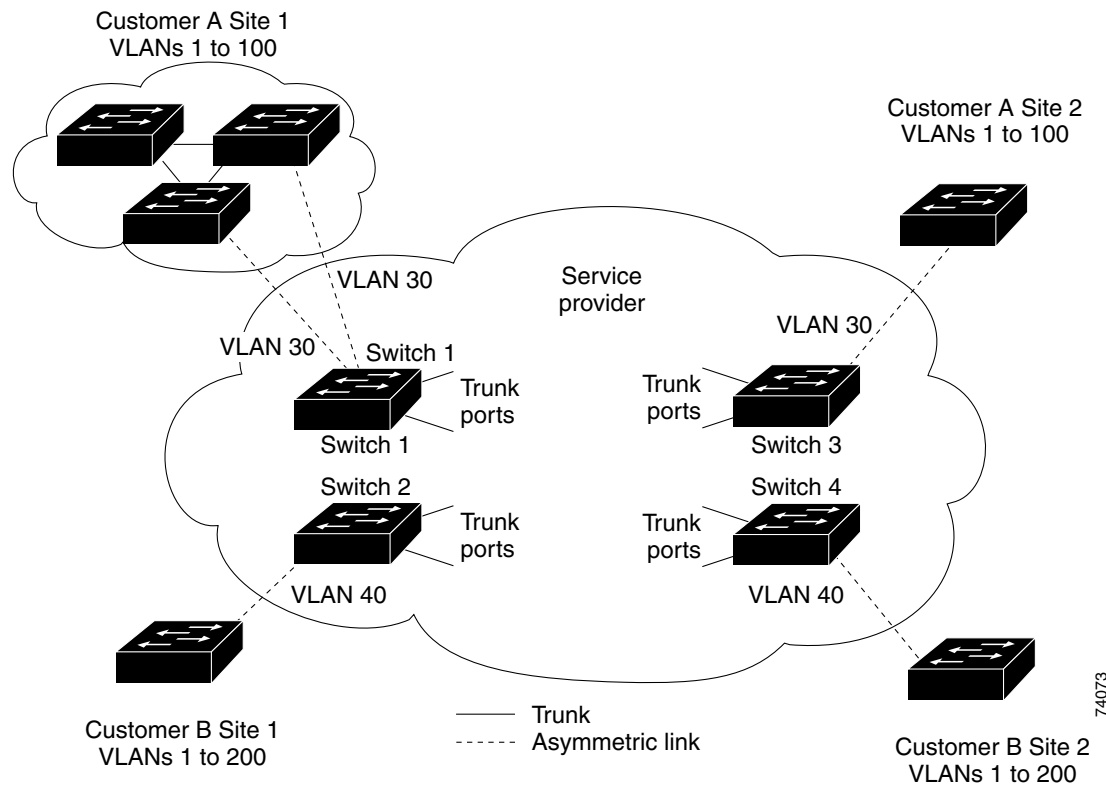 Customer A Site 1
VLANs 1 to 100
Customer A Site 2
VLANs 1 to 100
VLAN 30
Service
provider
VLAN 30
VLAN 30
Switch 1
Trunk
ports
Trunk
ports
Switch 1
Switch 3
Switch 2
Switch 4
Trunk
ports
Trunk
ports
VLAN 40
VLAN 40
Customer B Site 1
VLANs 1 to 200
Trunk
Asymmetric link
Customer B Site 2
VLANs 1 to 200
74073